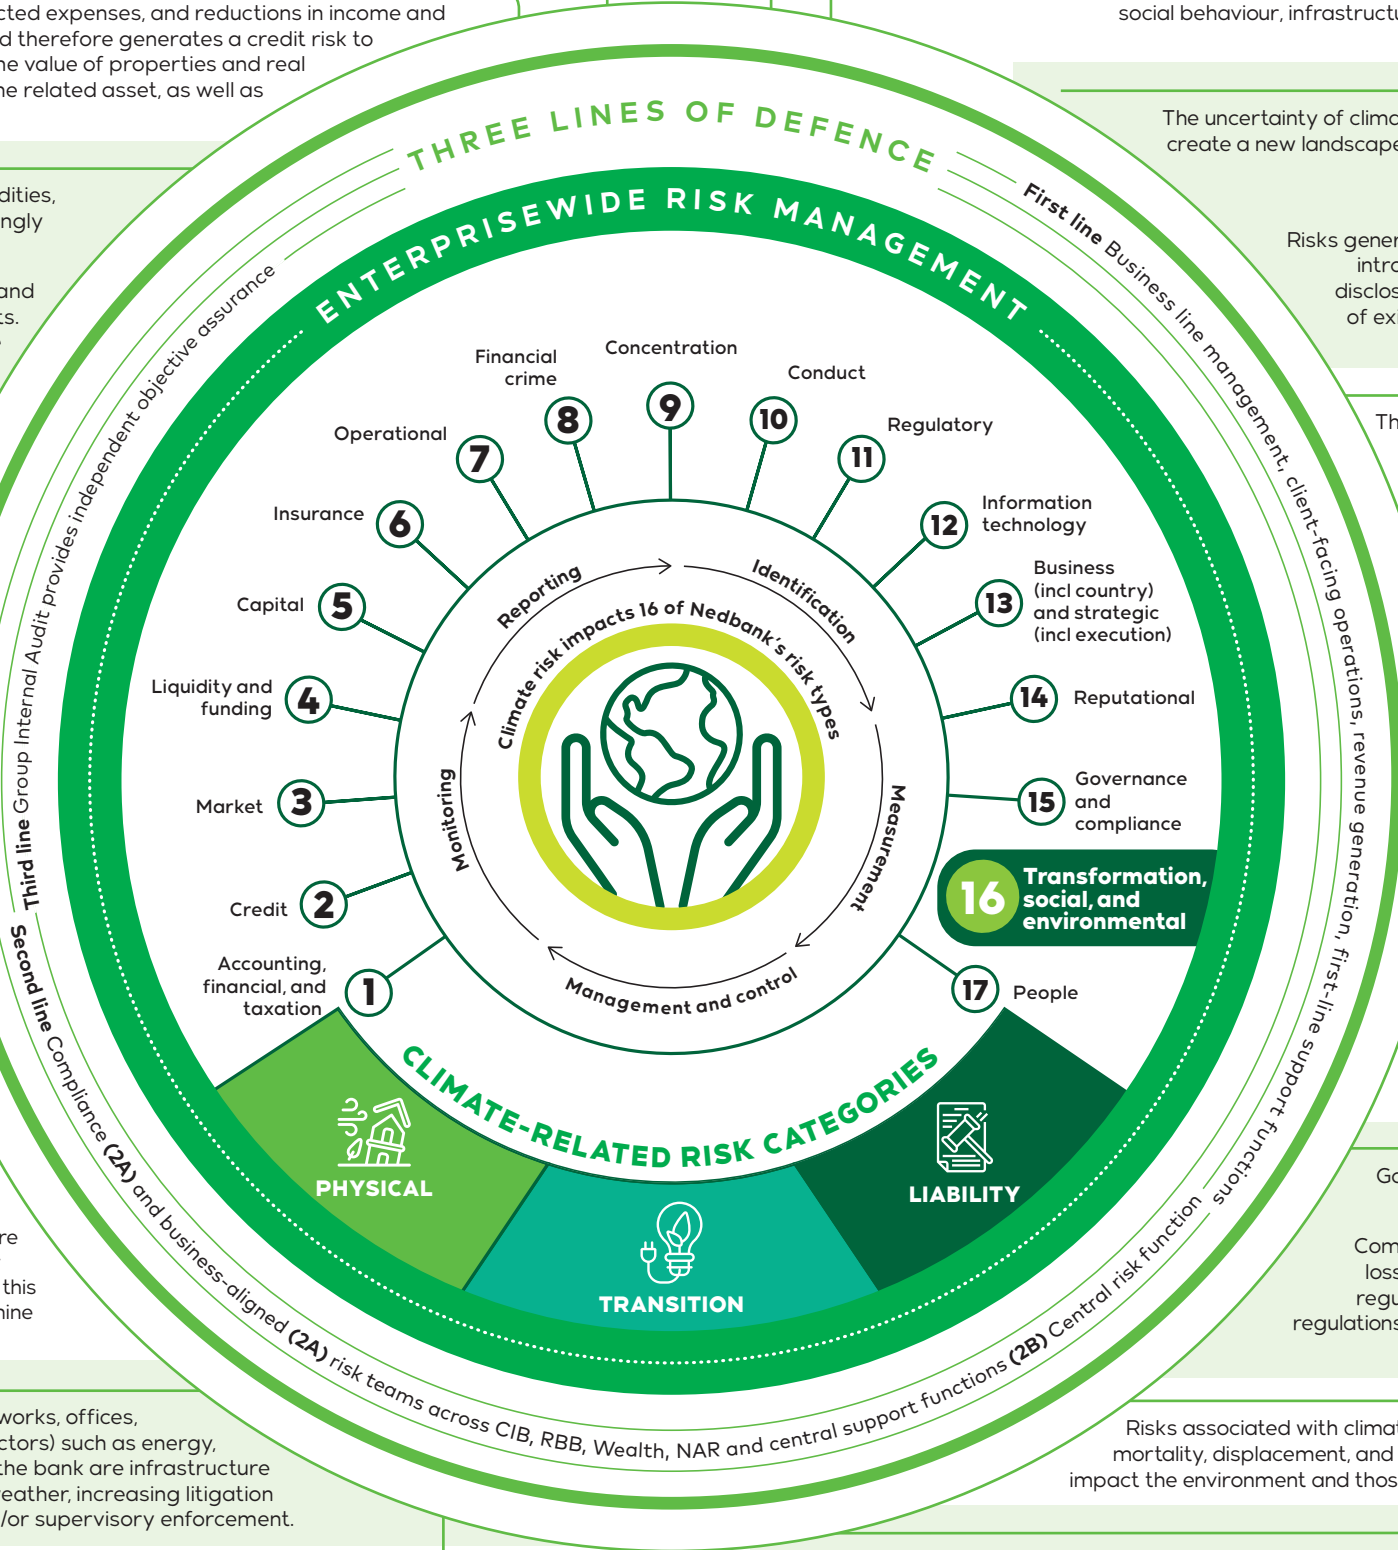 cted expenses, and reductions in income and
d therefore generates a credit risk to
ne value of properties and real
he related asset, as well as
social behaviour, infrastructu
The uncertainty of clima
create a new landscape
dities,
ngly
and
ts.
Risks gener
intro
disclos
of ex
Th
THREE LINES OF DEFENCE
First line Business line management, client-facing operations, revenue generation, first-line support functions
Third line Group Internal Audit provides independent objective assurance
Second line Compliance (2A) and business-aligned (2A) risk teams across CIB, RBB, Wealth, NAR and central support functions (2B) Central risk function
ENTERPRISEWIDE RISK MANAGEMENT
Accounting,
financial, and
taxation
1
Credit
2
Market
3
Liquidity and
funding
4
Capital
5
Insurance
6
Operational
7
Financial
crime
8
Concentration
9
Conduct
10
Regulatory
11
Information
technology
12
Business
(incl country)
and strategic
(incl execution)
13
Reputational
14
Governance
and
compliance
15
16
Transformation,
social, and
environmental
17
People
Reporting
Identification
Measurement
Management and control
Monitoring
Climate risk impacts 16 of Nedbank's risk types
CLIMATE-RELATED RISK CATEGORIES
PHYSICAL
TRANSITION
LIABILITY
re
this
nine
works, offices,
ctors) such as energy,
the bank are infrastructure
eather, increasing litigation
/or supervisory enforcement.
Go
Com
loss
regu
regulations
Risks associated with climat
mortality, displacement, and
impact the environment and thos